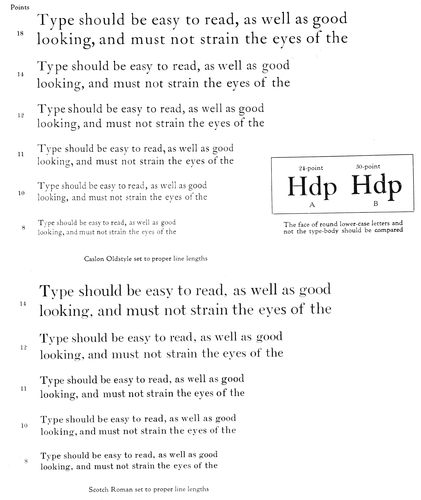 Points
18 Type should be easy to read, as well as good
looking, and must not strain the eyes of the
14 Type should be easy to read, as well as good
looking, and must not strain the eyes of the
12 Type should be easy to read, as well as good
looking, and must not strain the eyes of the
11 Type should be easy to read, as well as good
looking, and must not strain the eyes of the
10 Type should be easy to read, as well as good
looking, and must not strain the eyes of the
8 Type should be easy to read, as well as good
looking, and must not strain the eyes of the
Caslon Oldstyle set to proper line lengths
24-point 30-point
Hdp Hdp
A B
The face of round lower-case letters and
not the type-body should be compared
14 Type should be easy to read, as well as good
looking, and must not strain the eyes of the
12 Type should be easy to read, as well as good
looking, and must not strain the eyes of the
11 Type should be easy to read, as well as good
looking, and must not strain the eyes of the
10 Type should be easy to read, as well as good
looking, and must not strain the eyes of the
8 Type should be easy to read, as well as good
looking, and must not strain the eyes of the
Scotch Roman set to proper line lengths